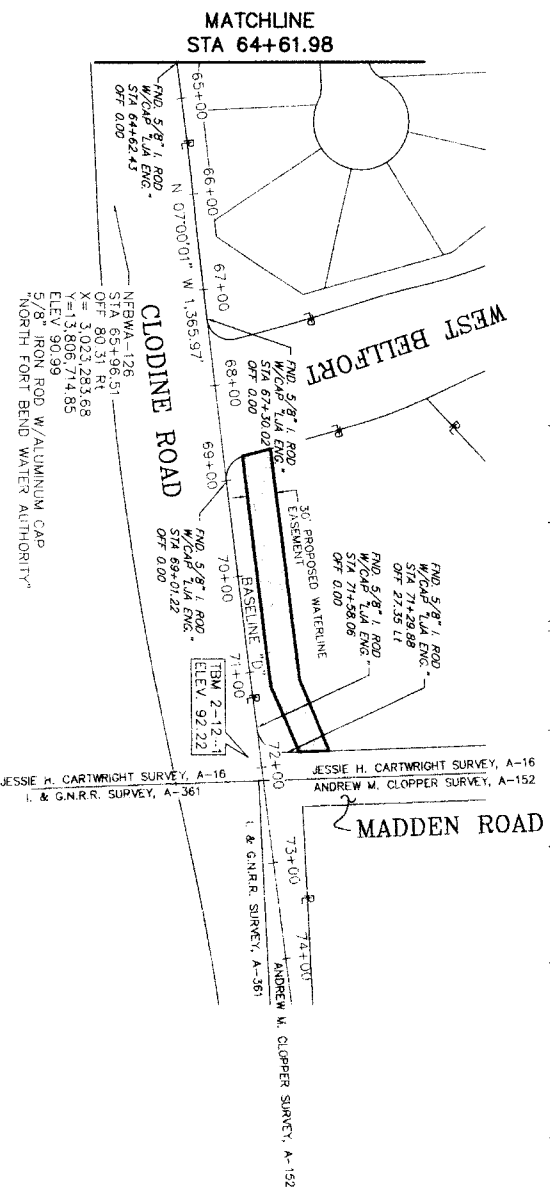 MATCHLINE
STA 64+61.98
65+00
FND. 5/8" I. ROD
W/CAP "LJA ENG."
STA 64+62.43
OFF 0.00
66+00
N 07°00'01" W 1,365.97'
67+00
WEST BELLFORT
NFBWA-126
STA 65+96.51
OFF 80.31 Rt
X= 3,023,283.68
Y=13,806,714.85
ELEV 90.99
5/8" IRON ROD W/ALUMINUM CAP
"NORTH FORT BEND WATER AUTHORITY"
CLODINE ROAD
68+00
FND. 5/8" I. ROD
W/CAP "LJA ENG."
STA 67+30.02
OFF 0.00
69+00
30' PROPOSED WATERLINE
EASEMENT
FND. 5/8" I. ROD
W/CAP "LJA ENG."
STA 69+01.22
OFF 0.00
70+00
BASELINE "D"
71+00
FND. 5/8" I. ROD
W/CAP "LJA ENG."
STA 71+58.06
OFF 0.00
FND. 5/8" I. ROD
W/CAP "LJA ENG."
STA 71+29.88
OFF 27.35 Lt
TBM 2-12-1
ELEV. 92.22
72+00
JESSIE H. CARTWRIGHT SURVEY, A-16
I. & G.N.R.R. SURVEY, A-361
JESSIE H. CARTWRIGHT SURVEY, A-16
ANDREW M. CLOPPER SURVEY, A-152
MADDEN ROAD
73+00
74+00
I. & G.N.R.R. SURVEY, A-361
ANDREW M. CLOPPER SURVEY, A-152